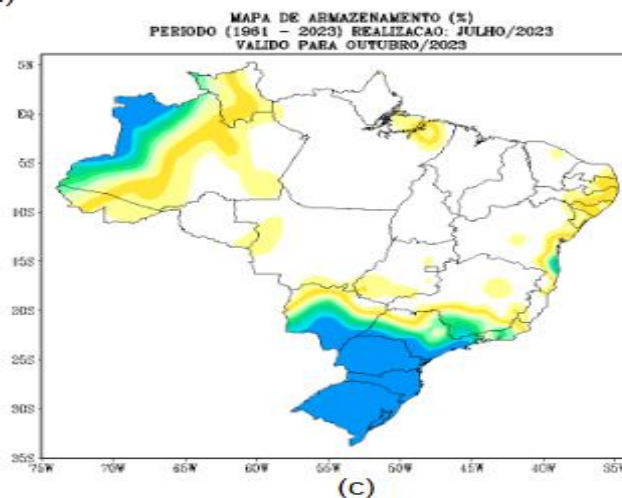 )
MAPA DE ARMAZENAMENTO (%)
PERIODO (1961 - 2023) REALIZACAO: JULHO/2023
VALIDO PARA OUTUBRO/2023
5N
EQ
5S
10S
15S
20S
25S
30S
35S
75W 70W 65W 60W 55W 50W 45W 40W 35W
(c)